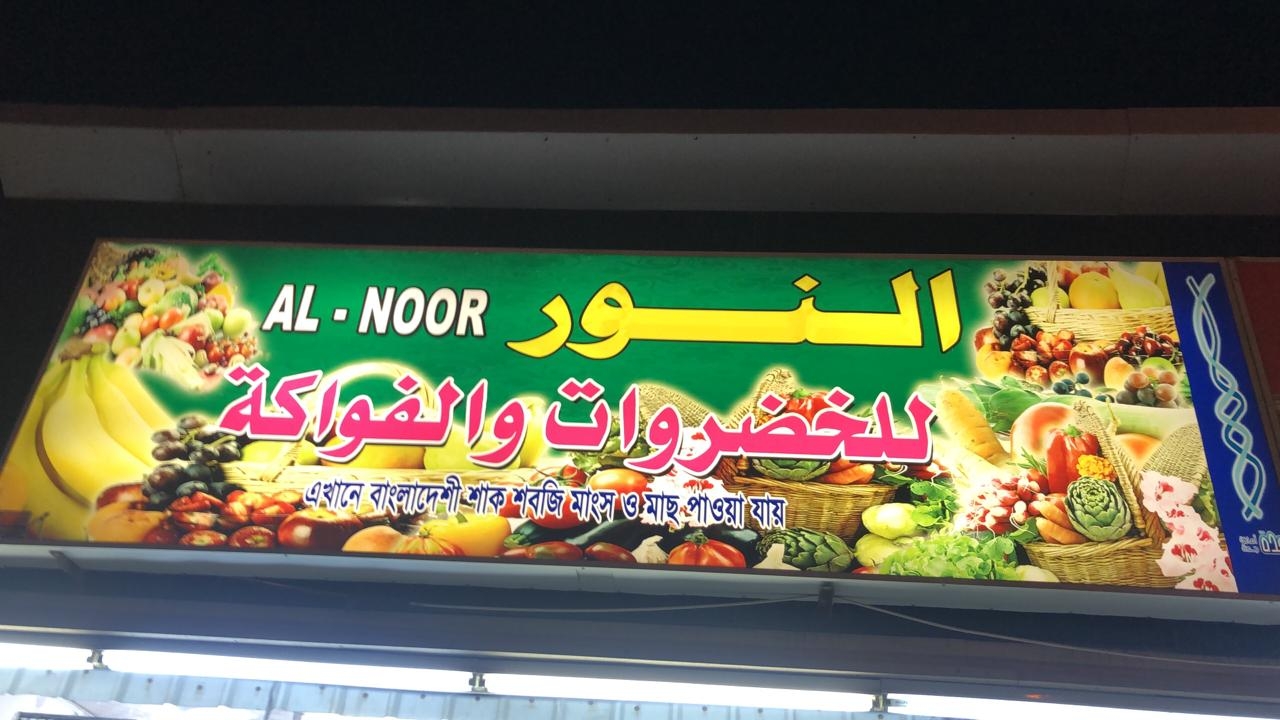 AL - NOOR النور
للخضروات والفواكة
এখানে বাংলাদেশী শাক শবজি মাংস ও মাছ পাওয়া যায়